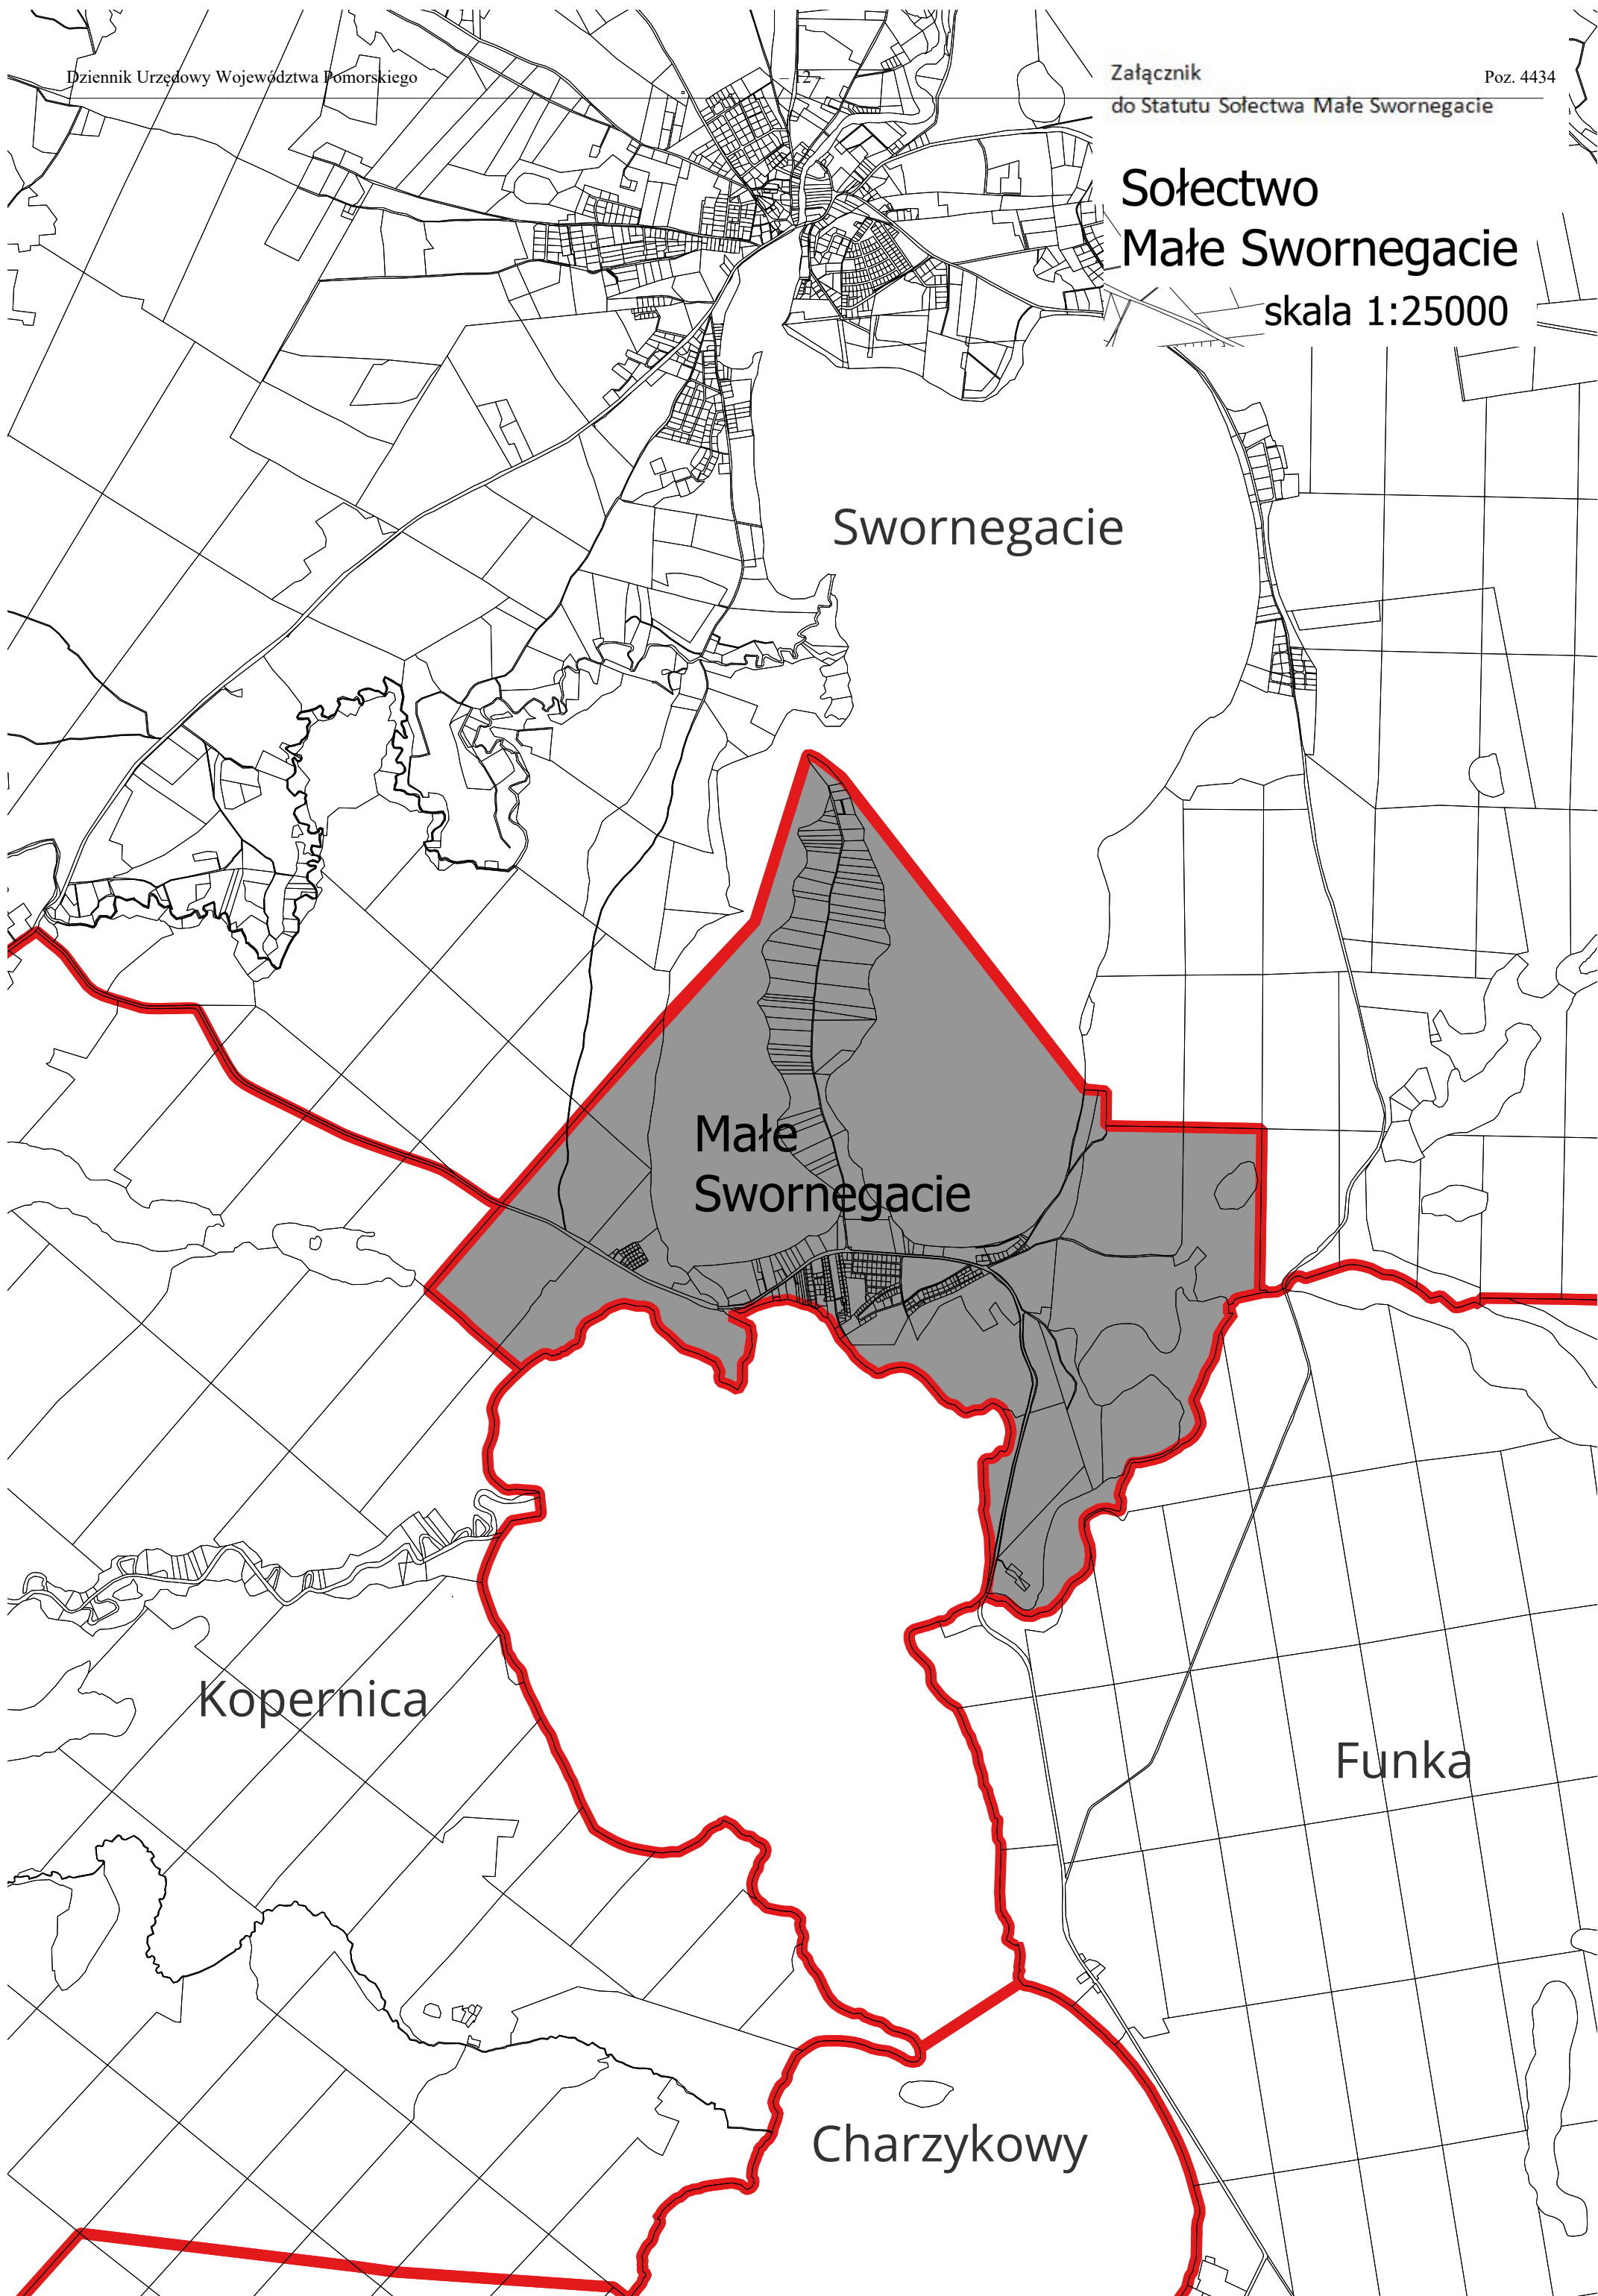 Dziennik Urzędowy Województwa Pomorskiego
– 12 –
Poz. 4434
Załącznik
do Statutu Sołectwa Małe Swornegacie
Sołectwo
Małe Swornegacie
skala 1:25000
Swornegacie
Małe
Swornegacie
Kopernica
Funka
Charzykowy